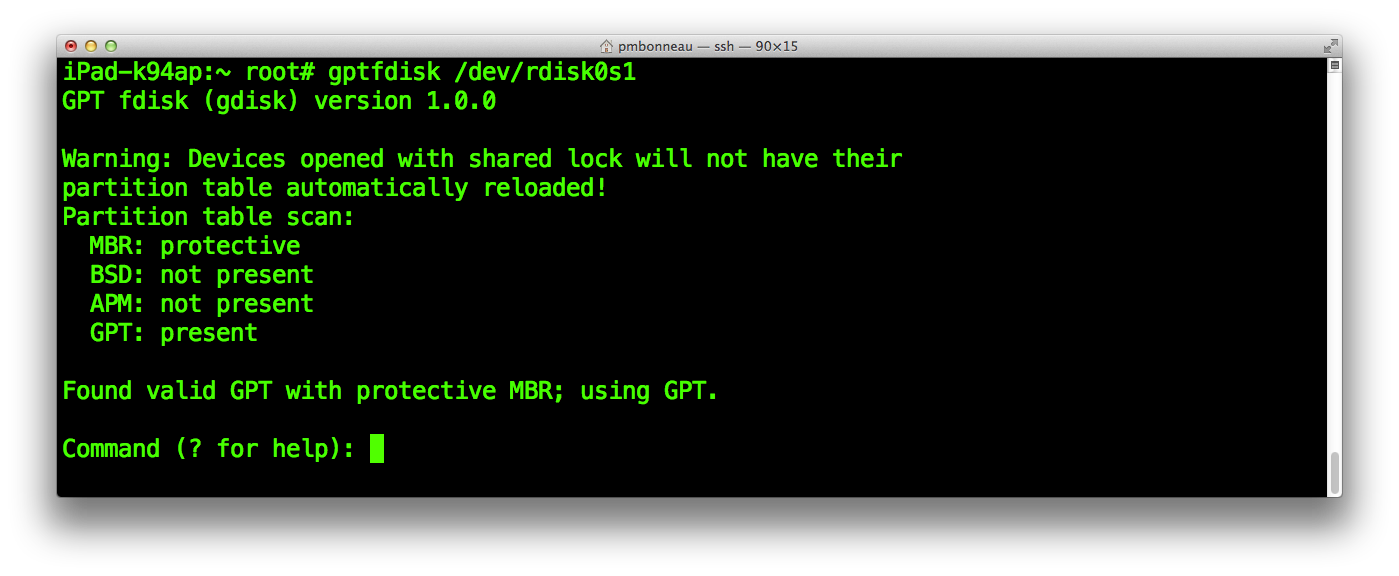 pmbonneau — ssh — 90×15
iPad-k94ap:~ root# gptfdisk /dev/rdisk0s1
GPT fdisk (gdisk) version 1.0.0
Warning: Devices opened with shared lock will not have their
partition table automatically reloaded!
Partition table scan:
MBR: protective
BSD: not present
APM: not present
GPT: present
Found valid GPT with protective MBR; using GPT.
Command (? for help):